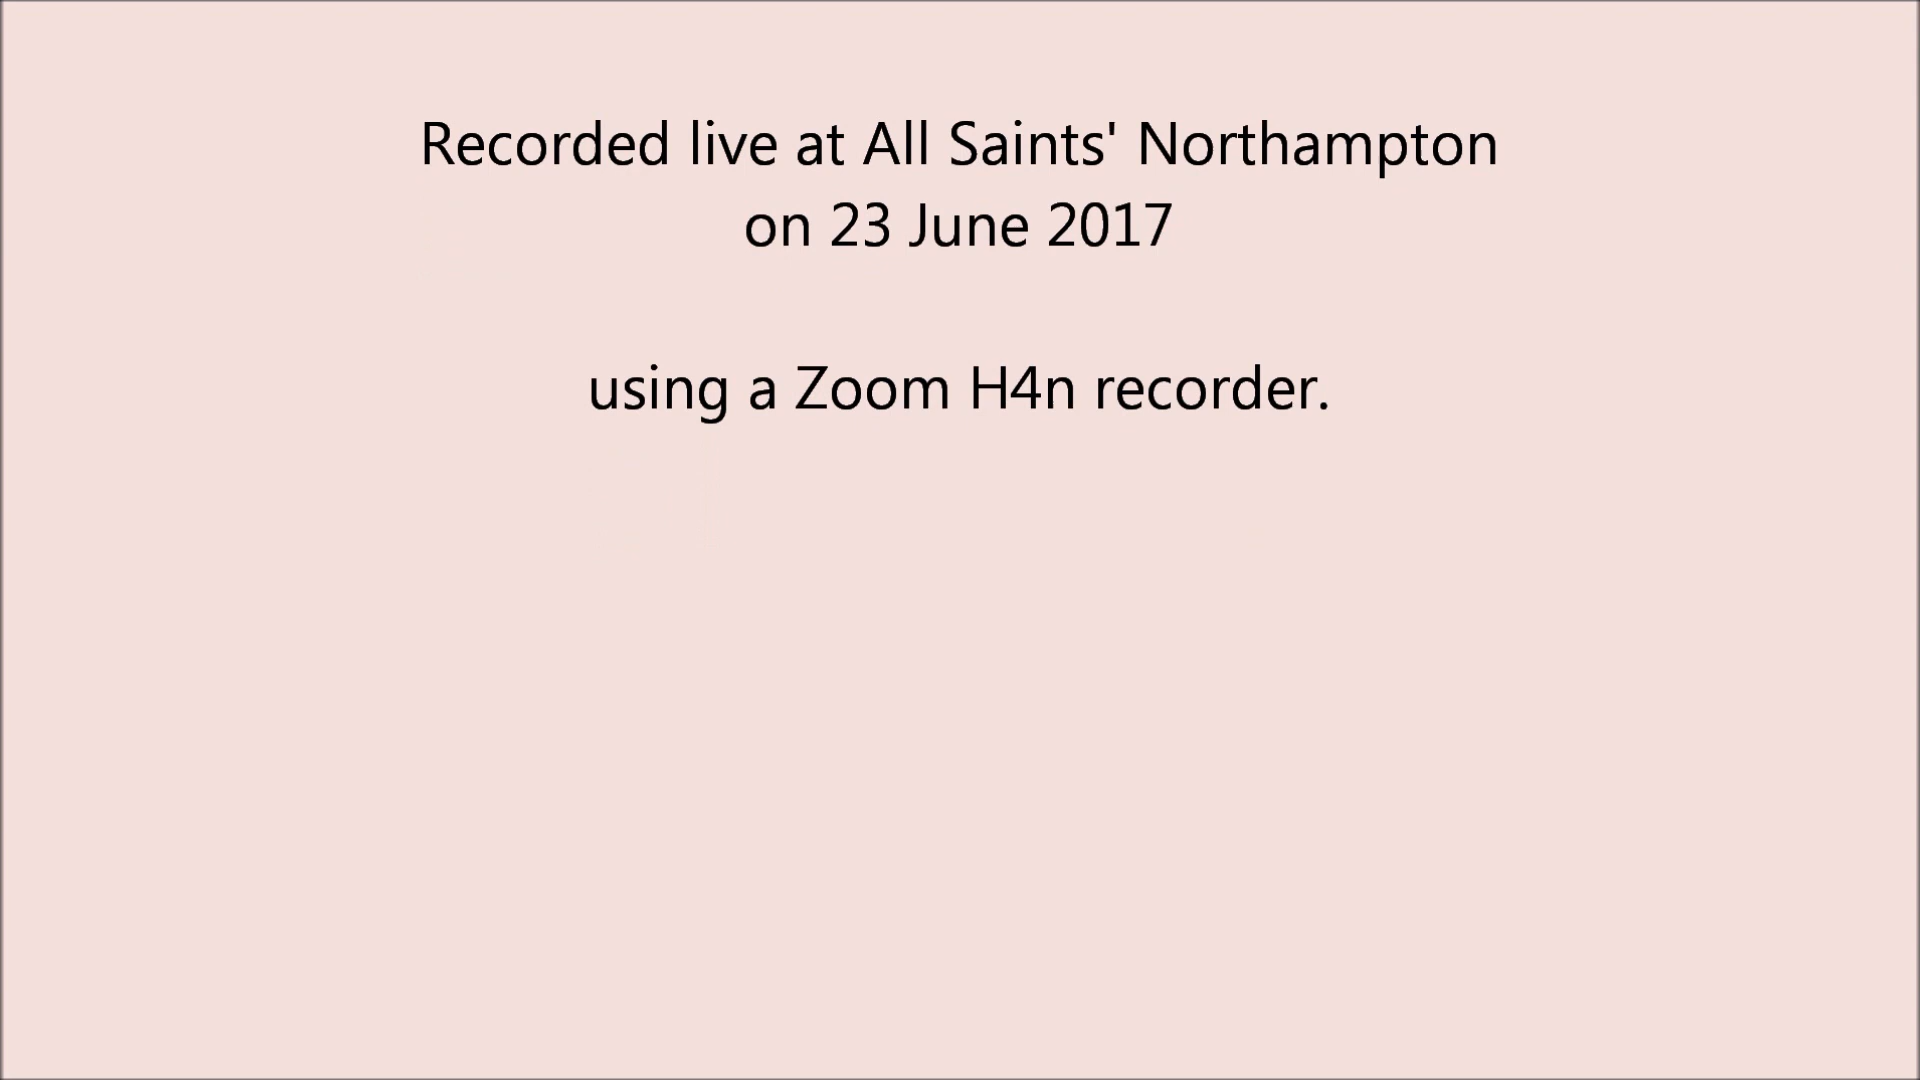 Recorded live at All Saints' Northampton
on 23 June 2017
using a Zoom H4n recorder.